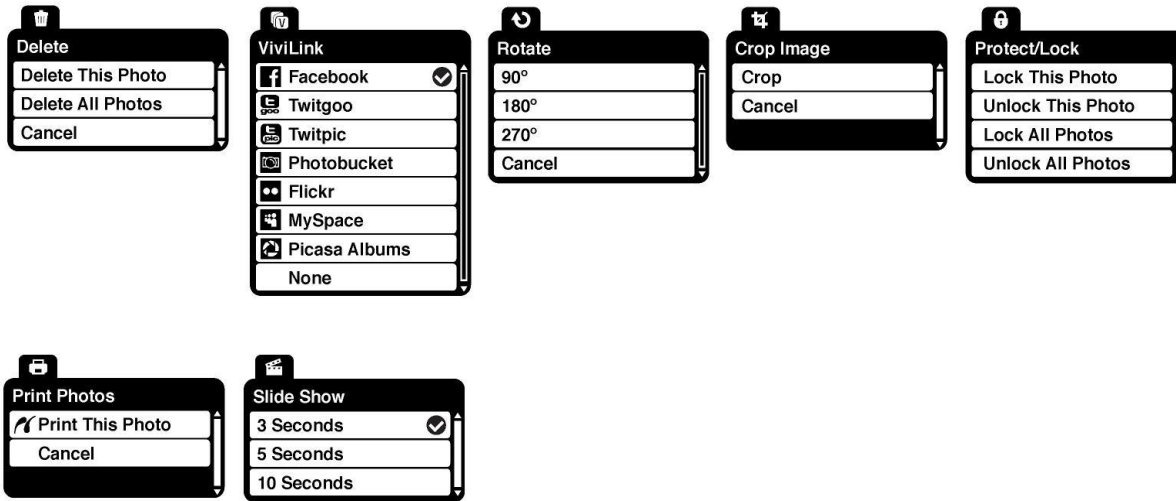 Delete
Delete This Photo
Delete All Photos
Cancel
V
ViviLink
f Facebook
t goo Twitgoo
t pic Twitpic
Photobucket
Flickr
MySpace
Picasa Albums
None
Rotate
90°
180°
270°
Cancel
Crop Image
Crop
Cancel
Protect/Lock
Lock This Photo
Unlock This Photo
Lock All Photos
Unlock All Photos
Print Photos
Print This Photo
Cancel
Slide Show
3 Seconds
5 Seconds
10 Seconds